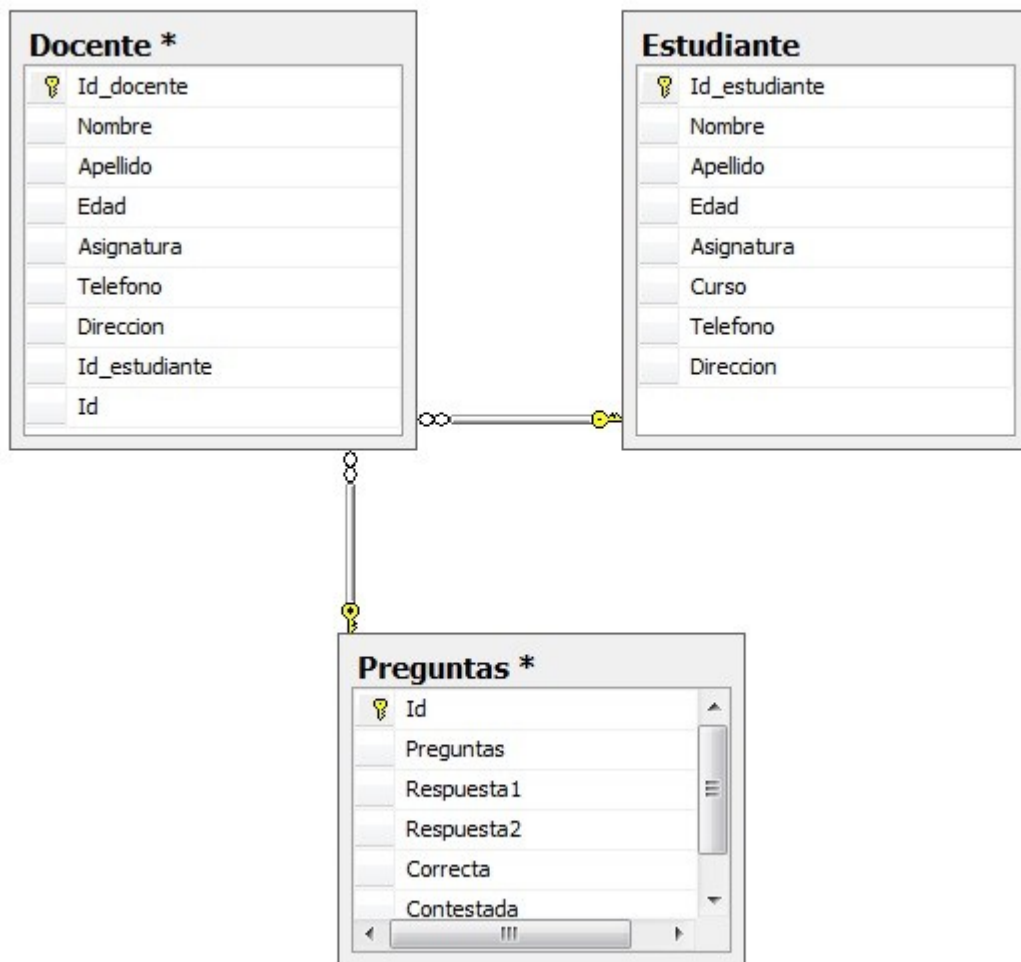 Docente *
Id_docente
Nombre
Apellido
Edad
Asignatura
Telefono
Direccion
Id_estudiante
Id
Estudiante
Id_estudiante
Nombre
Apellido
Edad
Asignatura
Curso
Telefono
Direccion
Preguntas *
Id
Preguntas
Respuesta1
Respuesta2
Correcta
Contestada